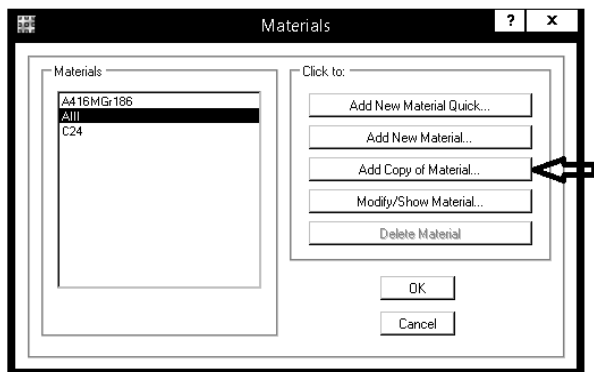 Materials
? x
Materials
A416MGr186
AIII
C24
Click to:
Add New Material Quick...
Add New Material...
Add Copy of Material...
Modify/Show Material...
Delete Material
OK
Cancel